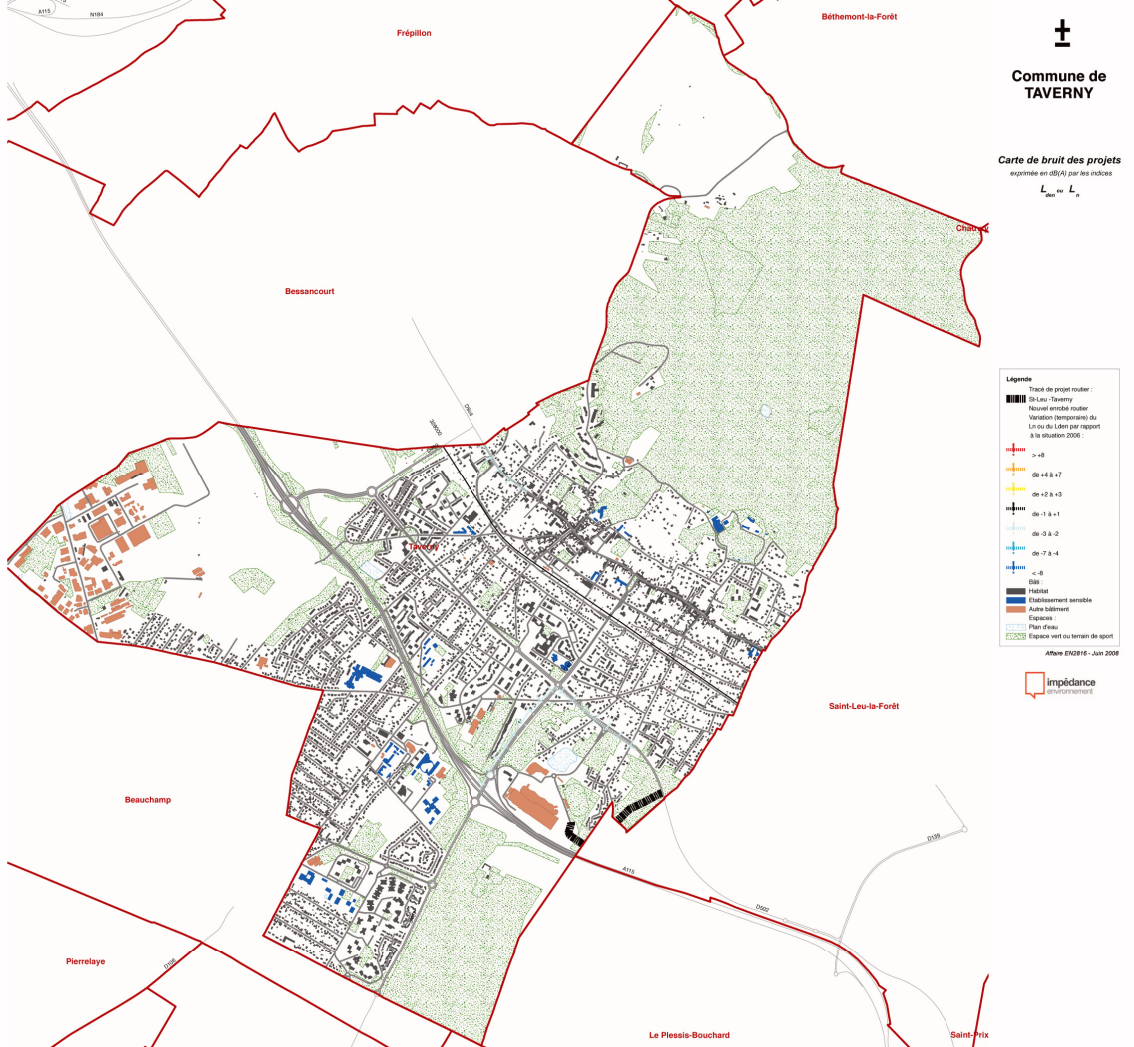 A115
N184
Frépillon
Béthemont-la-Forêt
Commune de
TAVERNY
Carte de bruit des projets
exprimée en dB(A) par les indices
Lden ou Ln
Bessancourt
Légende
Tracé de projet routier :
St-Leu -Taverny
Nouvel enrobé routier
Variation (temporaire) du
Ln ou du Lden par rapport
à la situation 2006 :
> +8
de +4 à +7
de +2 à +3
de -1 à +1
de -3 à -2
de -7 à -4
< -8
Bâti :
Habitat
Etablissement sensible
Autre bâtiment
Espaces :
Plan d'eau
Espace vert ou terrain de sport
Affaire EN2816 - Juin 2008
impédance
environnement
Taverny
Saint-Leu-la-Forêt
Beauchamp
D139
A115
D502
Pierrelaye
D106
Le Plessis-Bouchard
Saint-Prix